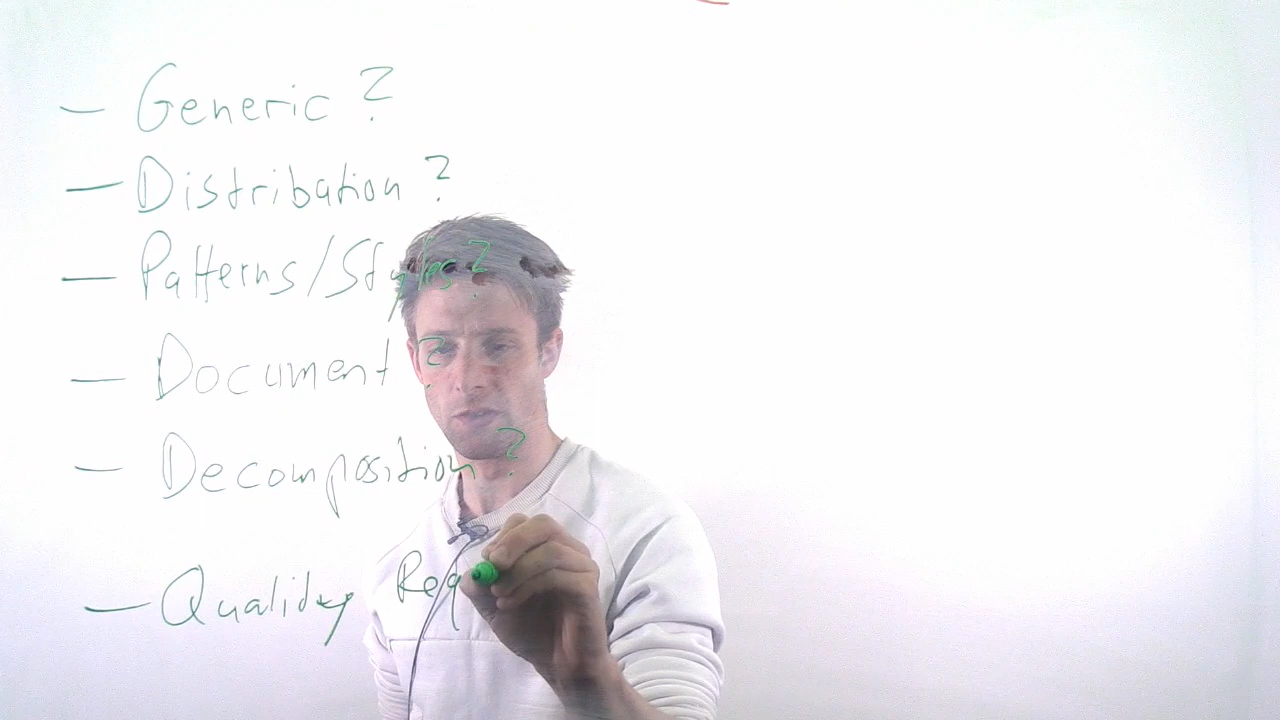 – Generic ?
– Distribution ?
– Patterns/Styles ?
– Document ?
– Decomposition ?
– Quality Req